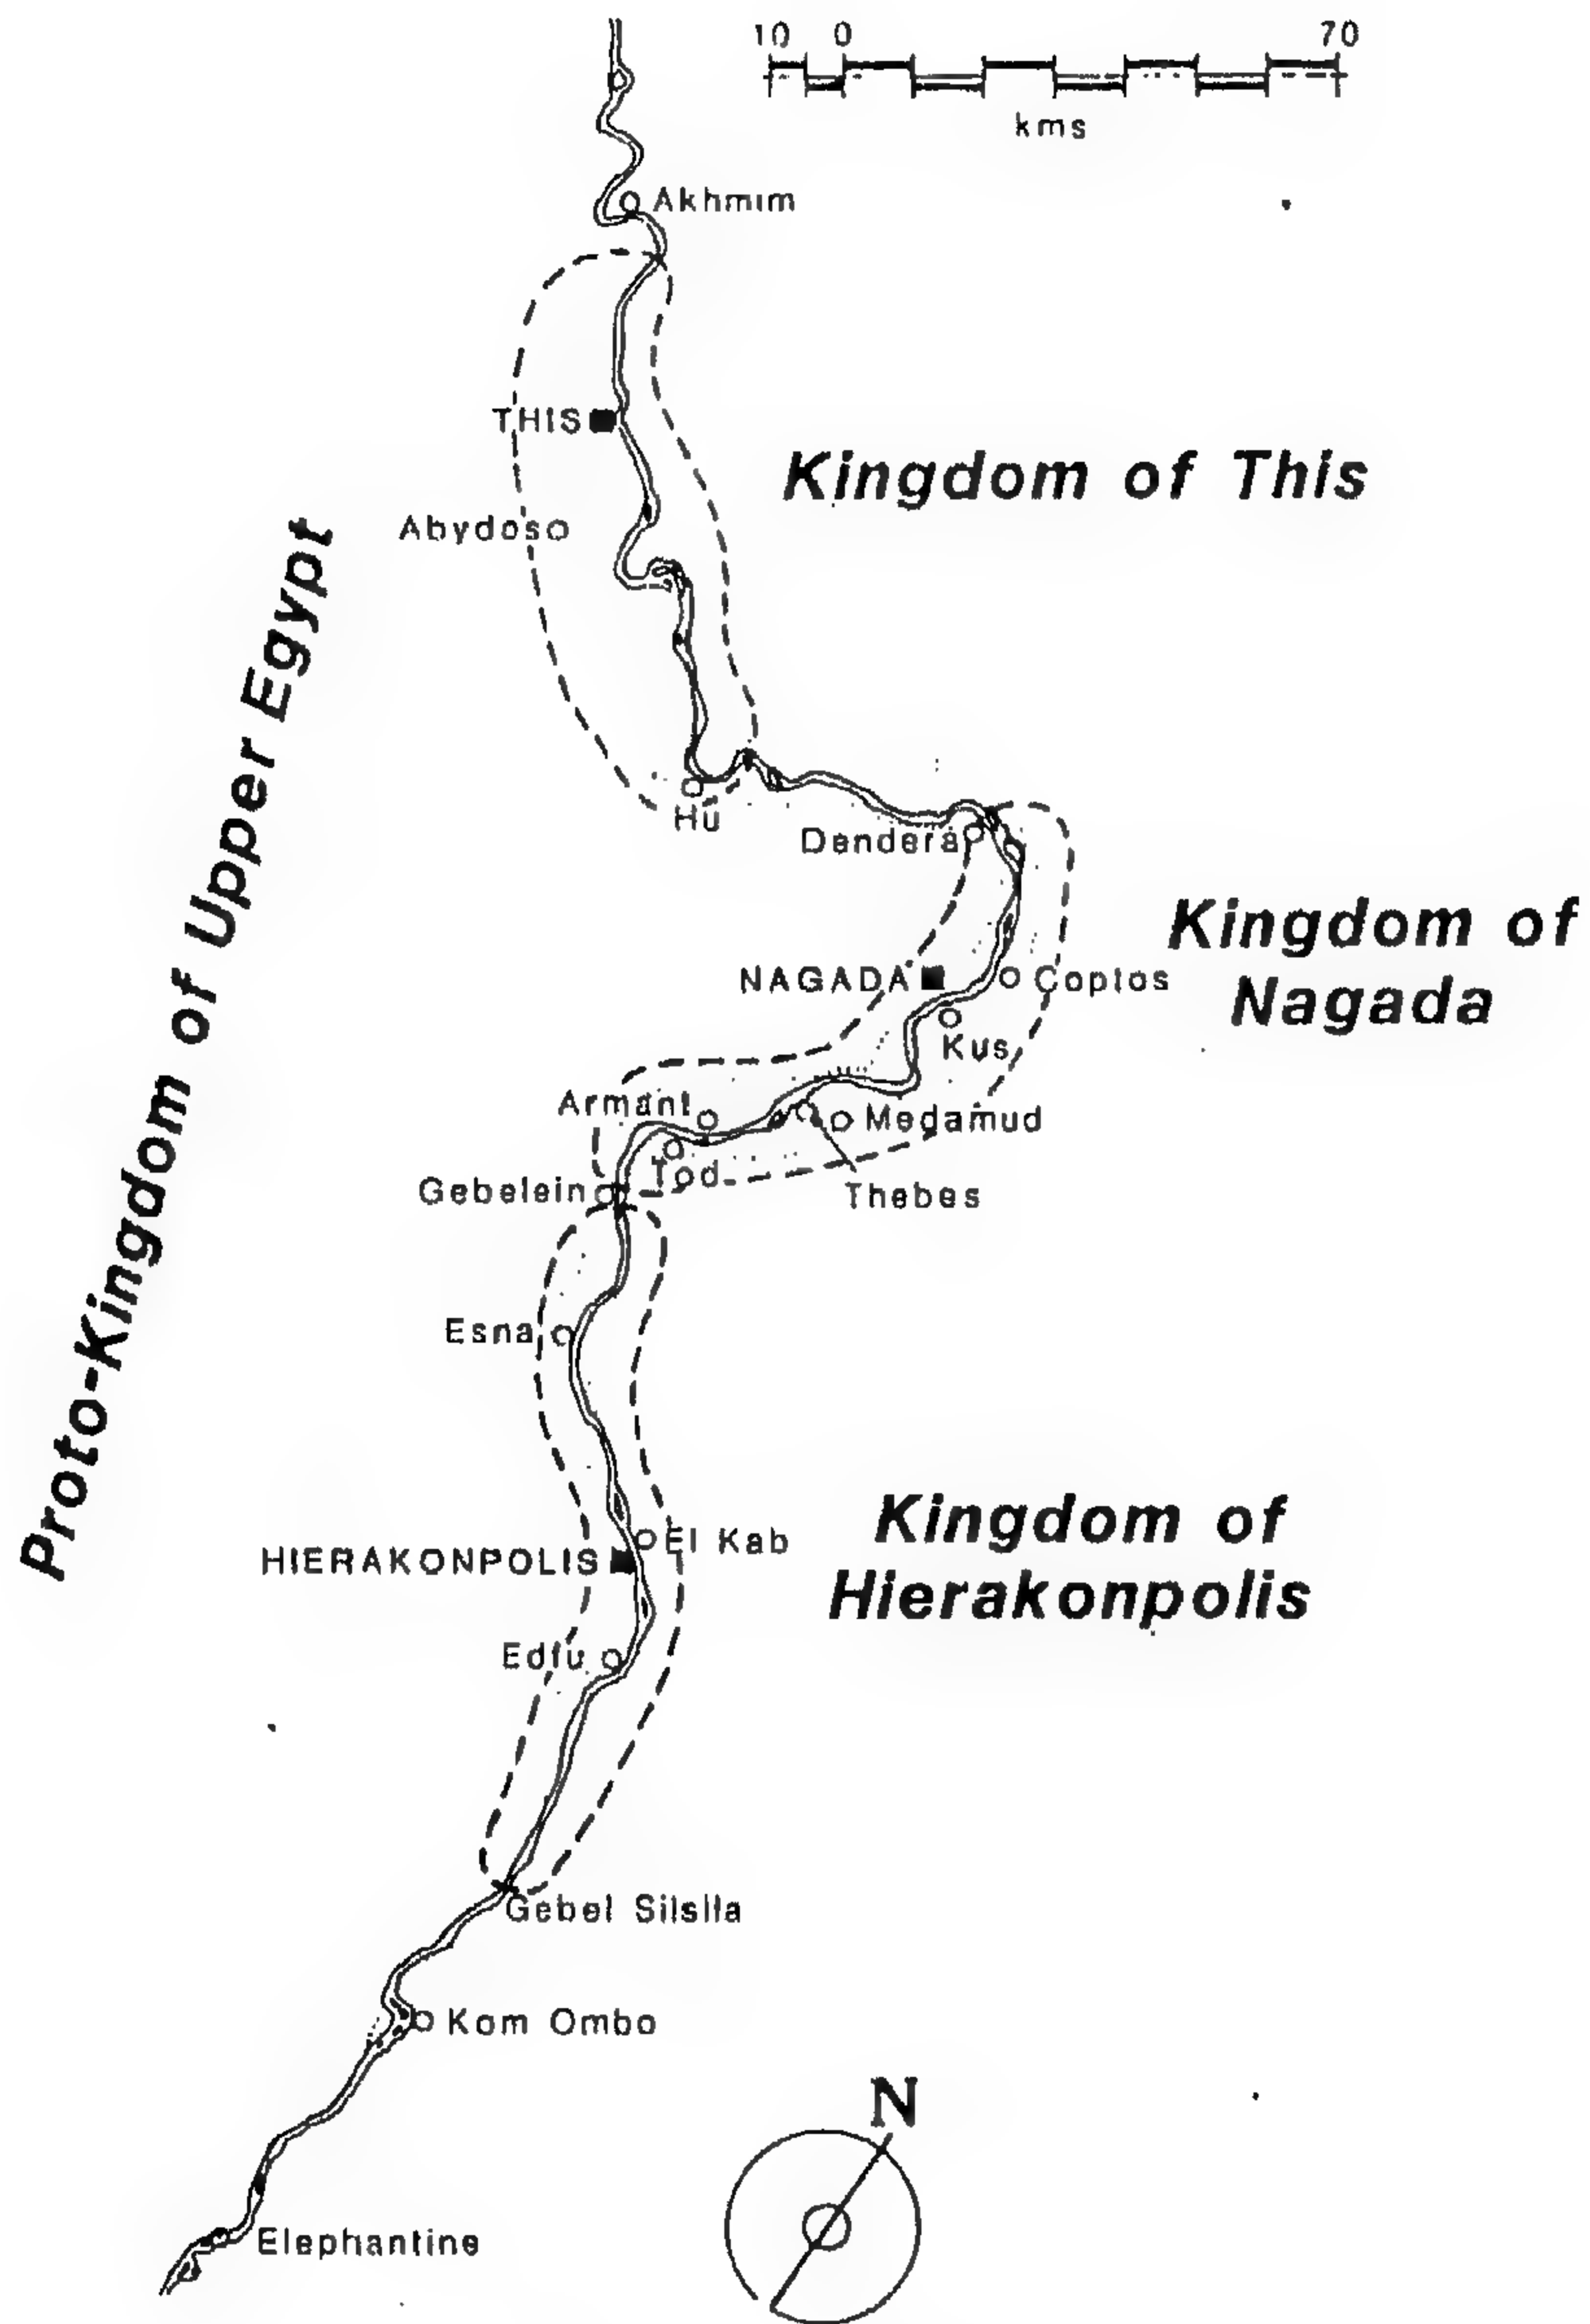 10 0 70
kms
Akhmim
THIS
Kingdom of This
Abydos
Proto-Kingdom of Upper Egypt
Hu
Dendera
Kingdom of
Nagada
NAGADA
Coptos
Kus
Armant
Medamud
Tod
Gebelein
Thebes
Esna
Kingdom of
Hierakonpolis
El Kab
HIERAKONPOLIS
Edfu
Gebel Silsila
Kom Ombo
N
Elephantine